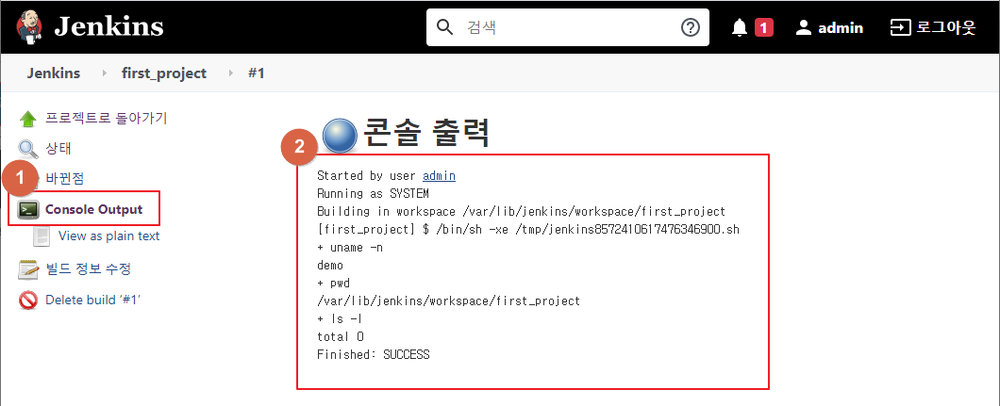 Jenkins
검색
1
admin
로그아웃
Jenkins
first_project
#1
프로젝트로 돌아가기
상태
1
바뀐점
Console Output
View as plain text
빌드 정보 수정
Delete build ‘#1’
콘솔 출력
2
Started by user admin
Running as SYSTEM
Building in workspace /var/lib/jenkins/workspace/first_project
[first_project] $ /bin/sh -xe /tmp/jenkins8572410617476346900.sh
+ uname -n
demo
+ pwd
/var/lib/jenkins/workspace/first_project
+ ls -l
total 0
Finished: SUCCESS